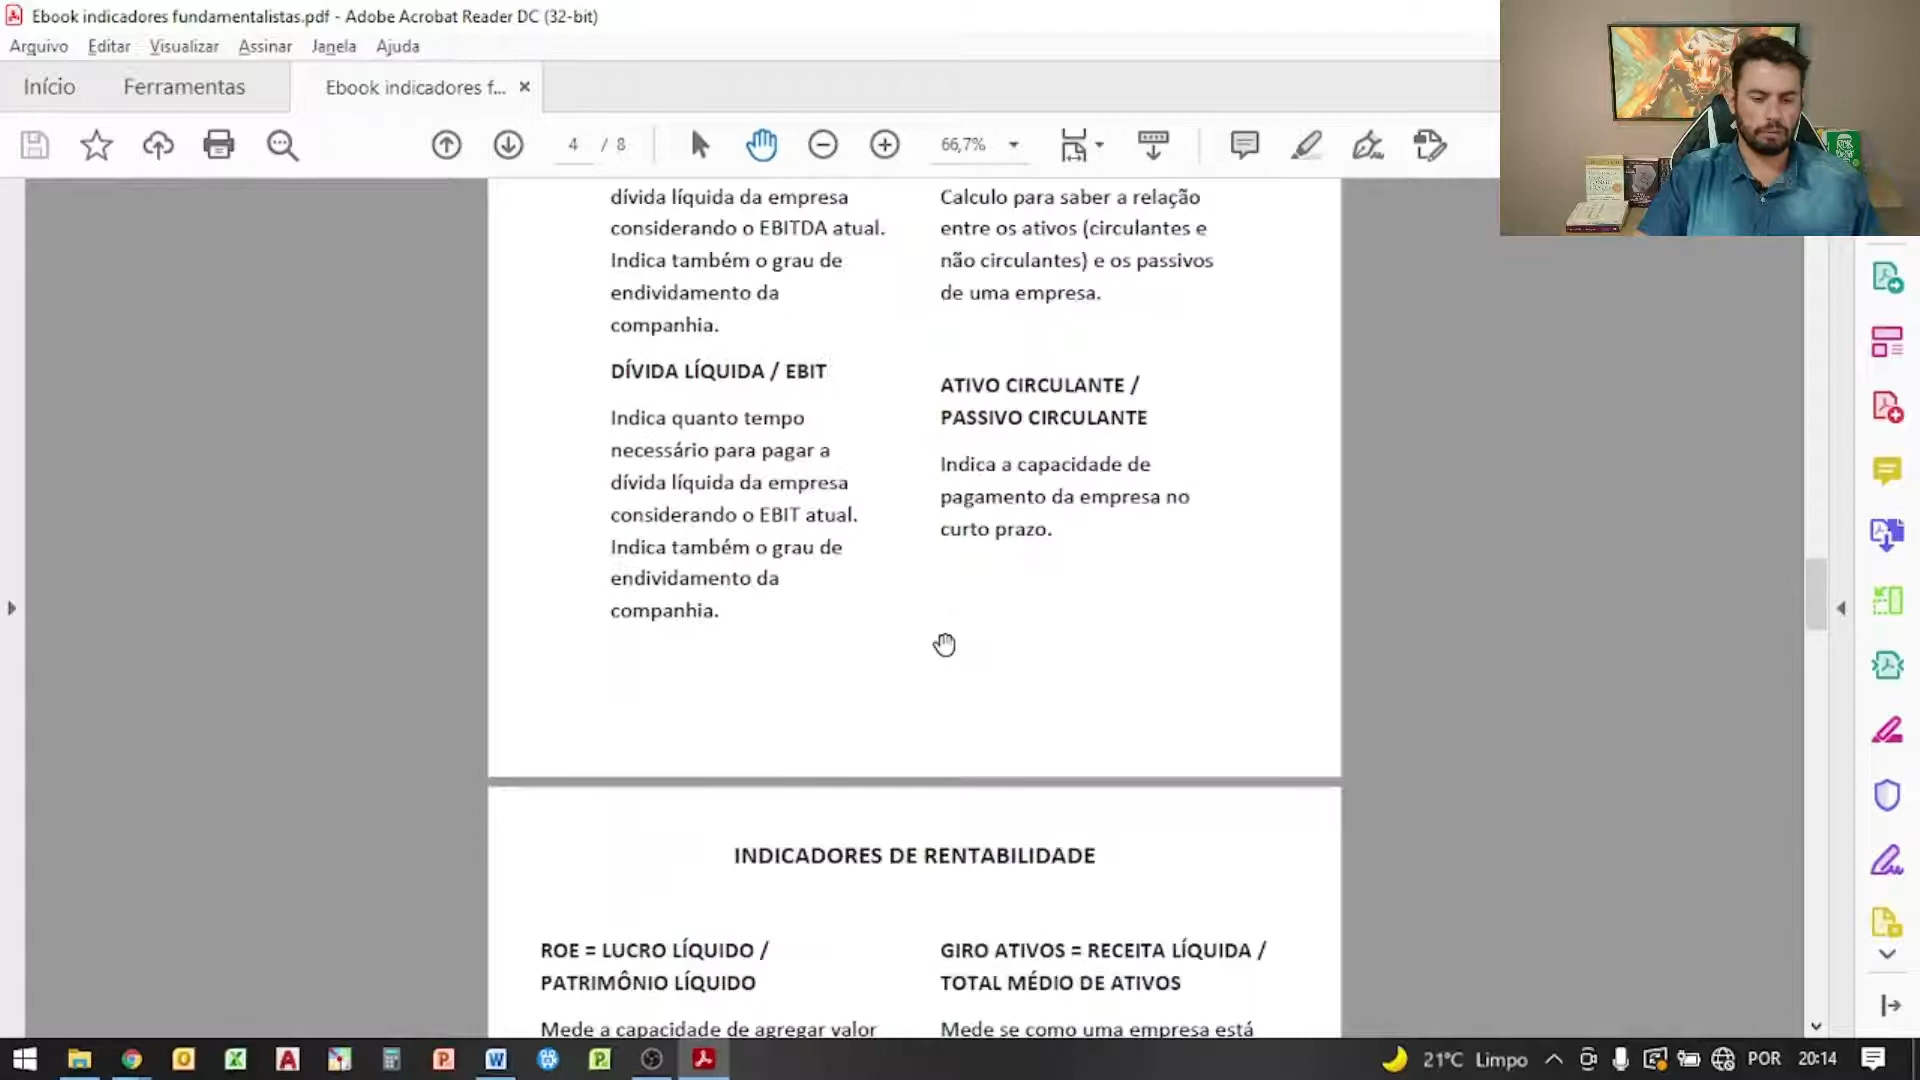 Ebook indicadores fundamentalistas.pdf - Adobe Acrobat Reader DC (32-bit)
Arquivo Editar Visualizar Assinar Janela Ajuda
Início Ferramentas Ebook indicadores f... ×
4 / 8 66,7%
dívida líquida da empresa
considerando o EBITDA atual.
Indica também o grau de
endividamento da
companhia.
DÍVIDA LÍQUIDA / EBIT
Indica quanto tempo
necessário para pagar a
dívida líquida da empresa
considerando o EBIT atual.
Indica também o grau de
endividamento da
companhia.
Calculo para saber a relação
entre os ativos (circulantes e
não circulantes) e os passivos
de uma empresa.
ATIVO CIRCULANTE /
PASSIVO CIRCULANTE
Indica a capacidade de
pagamento da empresa no
curto prazo.
INDICADORES DE RENTABILIDADE
ROE = LUCRO LÍQUIDO /
PATRIMÔNIO LÍQUIDO
Mede a capacidade de agregar valor
GIRO ATIVOS = RECEITA LÍQUIDA /
TOTAL MÉDIO DE ATIVOS
Mede se como uma empresa está
21°C Limpo POR 20:14